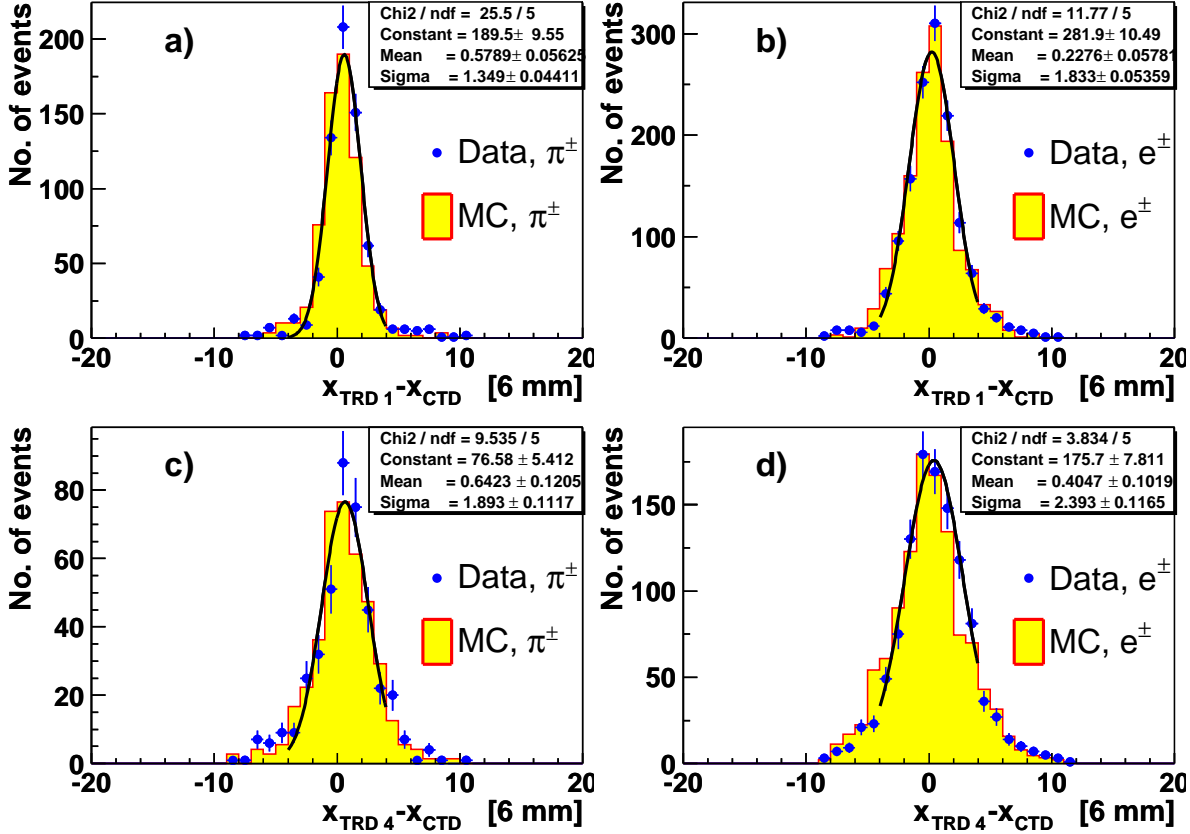 Chi2 / ndf = 25.5 / 5
Constant = 189.5± 9.55
Mean = 0.5789± 0.05625
Sigma = 1.349± 0.04411
a)
No. of events
200
150
100
50
0
Data, π±
MC, π±
-20 -10 0 10 20
xTRD 1-xCTD [6 mm]
Chi2 / ndf = 11.77 / 5
Constant = 281.9± 10.49
Mean = 0.2276± 0.05781
Sigma = 1.833± 0.05359
b)
No. of events
300
200
100
0
Data, e±
MC, e±
-20 -10 0 10 20
xTRD 1-xCTD [6 mm]
Chi2 / ndf = 9.535 / 5
Constant = 76.58 ± 5.412
Mean = 0.6423 ± 0.1205
Sigma = 1.893 ± 0.1117
c)
No. of events
80
60
40
20
0
Data, π±
MC, π±
-20 -10 0 10 20
xTRD 4-xCTD [6 mm]
Chi2 / ndf = 3.834 / 5
Constant = 175.7 ± 7.811
Mean = 0.4047 ± 0.1019
Sigma = 2.393 ± 0.1165
d)
No. of events
150
100
50
0
Data, e±
MC, e±
-20 -10 0 10 20
xTRD 4-xCTD [6 mm]